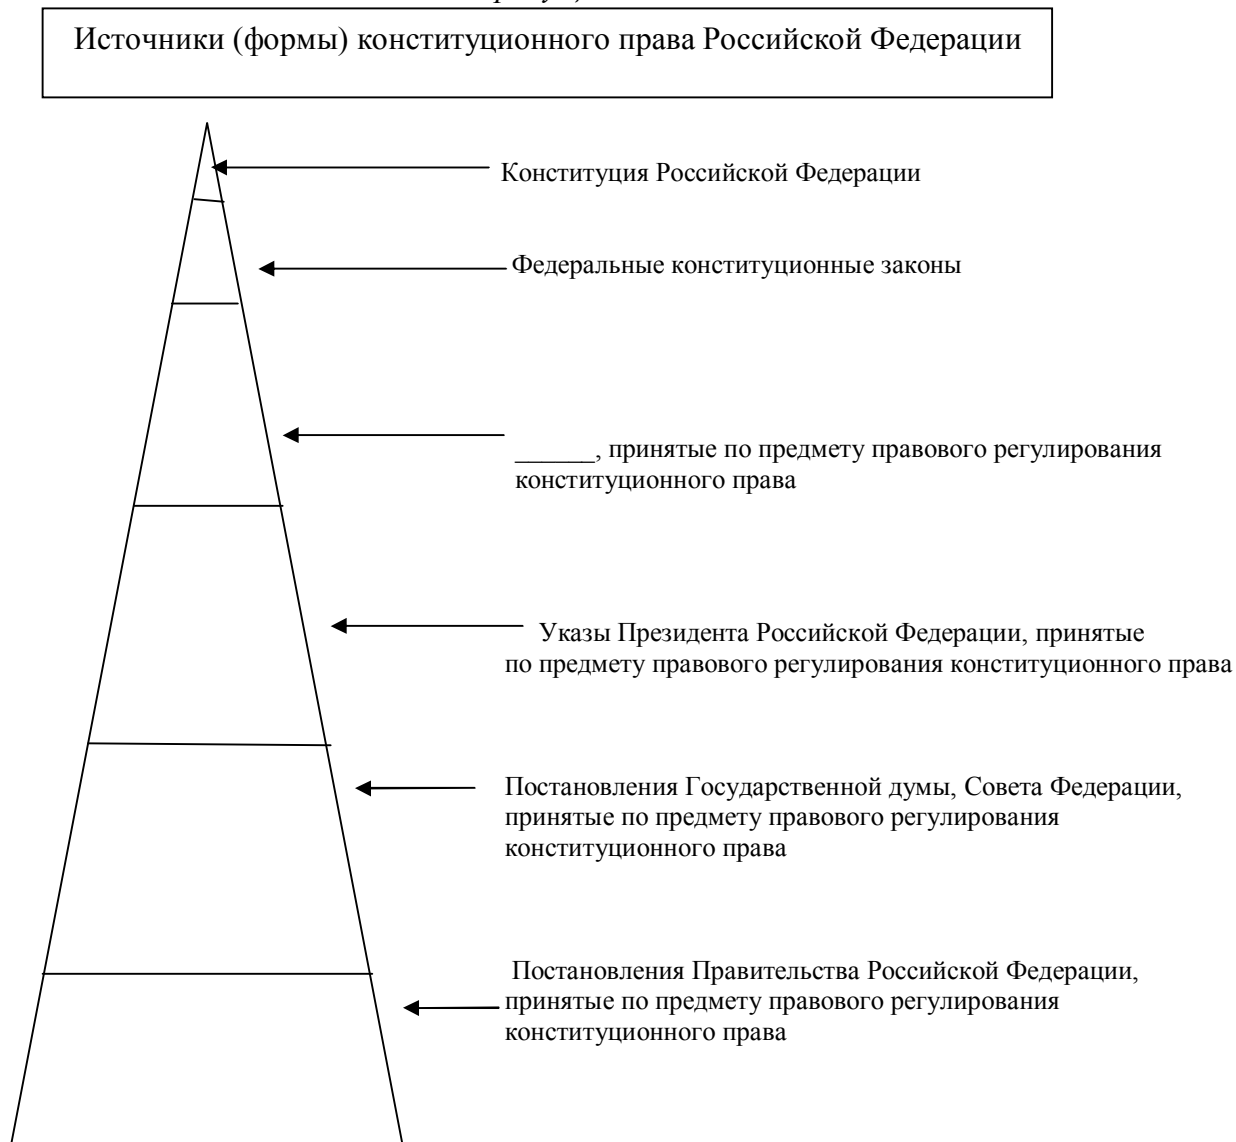 Источники (формы) конституционного права Российской Федерации
Конституция Российской Федерации
Федеральные конституционные законы
______, принятые по предмету правового регулирования
конституционного права
Указы Президента Российской Федерации, принятые
по предмету правового регулирования конституционного права
Постановления Государственной думы, Совета Федерации,
принятые по предмету правового регулирования
конституционного права
Постановления Правительства Российской Федерации,
принятые по предмету правового регулирования
конституционного права